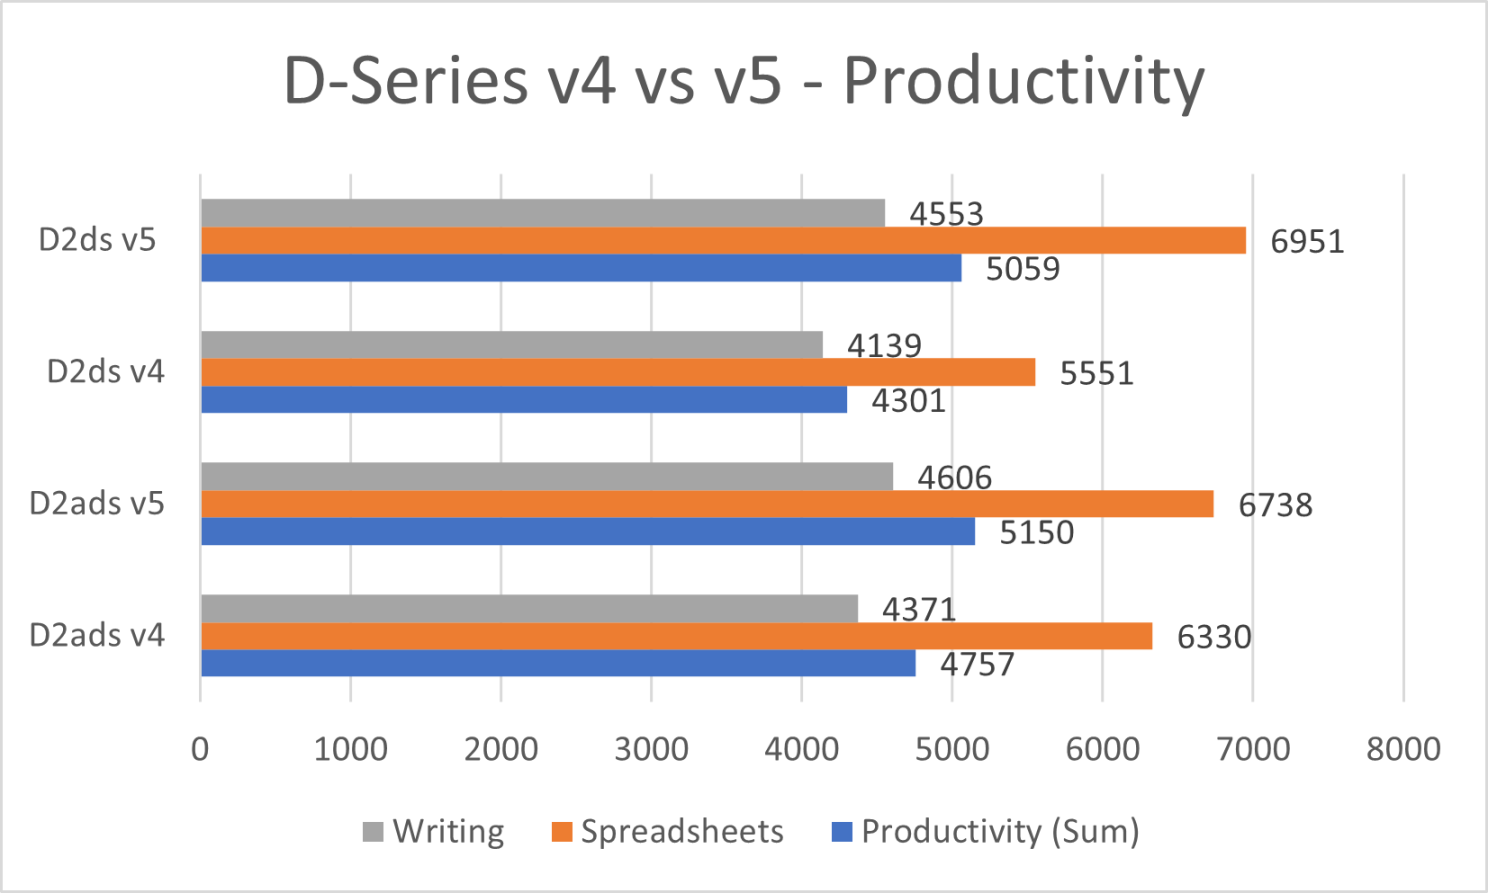 D-Series v4 vs v5 - Productivity
D2ds v5
4553
6951
5059
D2ds v4
4139
5551
4301
D2ads v5
4606
6738
5150
D2ads v4
4371
6330
4757
0 1000 2000 3000 4000 5000 6000 7000 8000
Writing Spreadsheets Productivity (Sum)